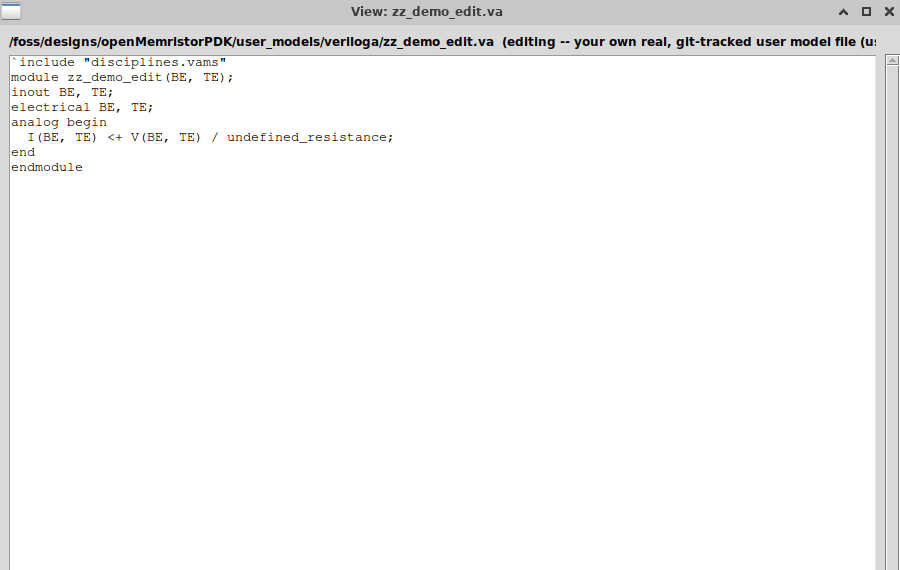 View: zz_demo_edit.va
/foss/designs/openMemristorPDK/user_models/veriloga/zz_demo_edit.va (editing -- your own real, git-tracked user model file
`include "disciplines.vams"
module zz_demo_edit(BE, TE);
inout BE, TE;
electrical BE, TE;
analog begin
  I(BE, TE) <+ V(BE, TE) / undefined_resistance;
end
endmodule